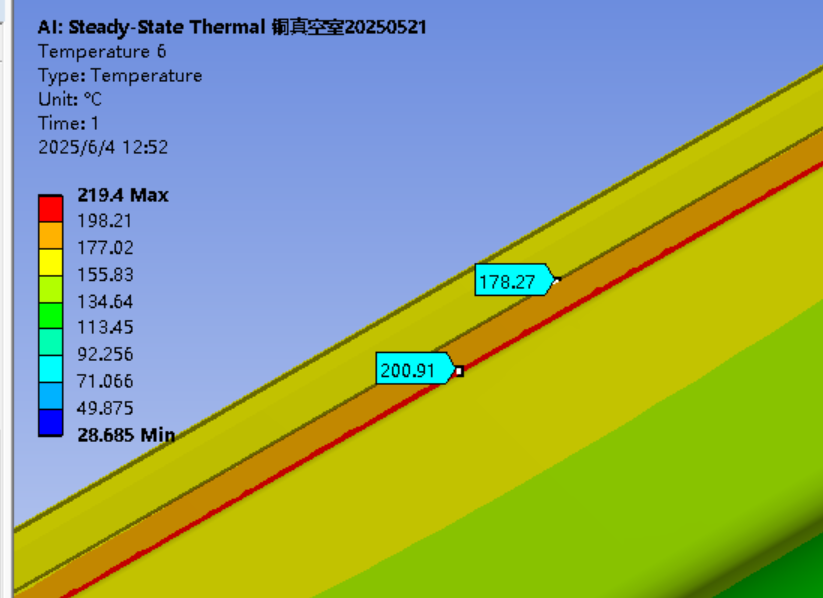 AI: Steady-State Thermal 铜真空室20250521
Temperature 6
Type: Temperature
Unit: °C
Time: 1
2025/6/4 12:52
219.4 Max
198.21
177.02
155.83
134.64
113.45
92.256
71.066
49.875
28.685 Min
178.27
200.91